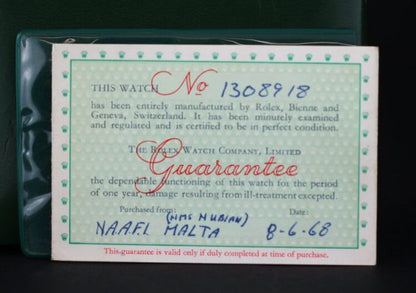 THIS WATCH No 1308918
has been entirely manufactured by Rolex, Bienne and
Geneva, Switzerland. It has been minutely examined
and regulated and is certified to be in perfect condition.
THE ROLEX WATCH COMPANY, LIMITED
Guarantee
the dependable functioning of this watch for the period
of one year, damage resulting from ill-treatment excepted.
Purchased from: Date:
(HMS NUBIAN)
N.A.A.F.I. MALTA 8-6-68
This guarantee is valid only if duly completed at time of purchase.